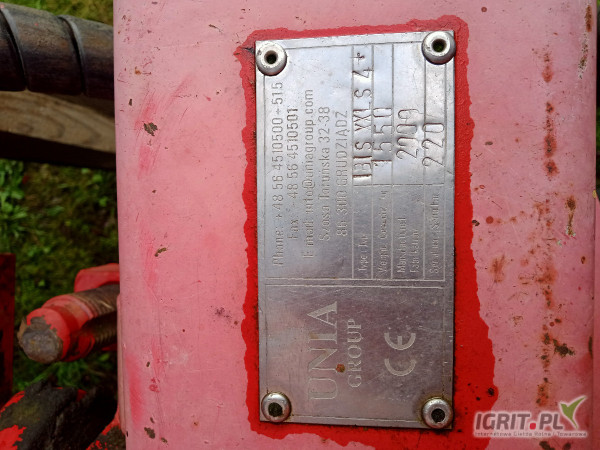 UNIA
GROUP
CE
Phone: +48 56 4510500 ÷ 515
Fax 48 56 4510501
E-mail: info@uniagroup.com
Szosa Toruńska 32-38
86-300 GRUDZIĄDZ
Type /
IBIS XXL S 4+
1550
2009
220
IGRIT.PL